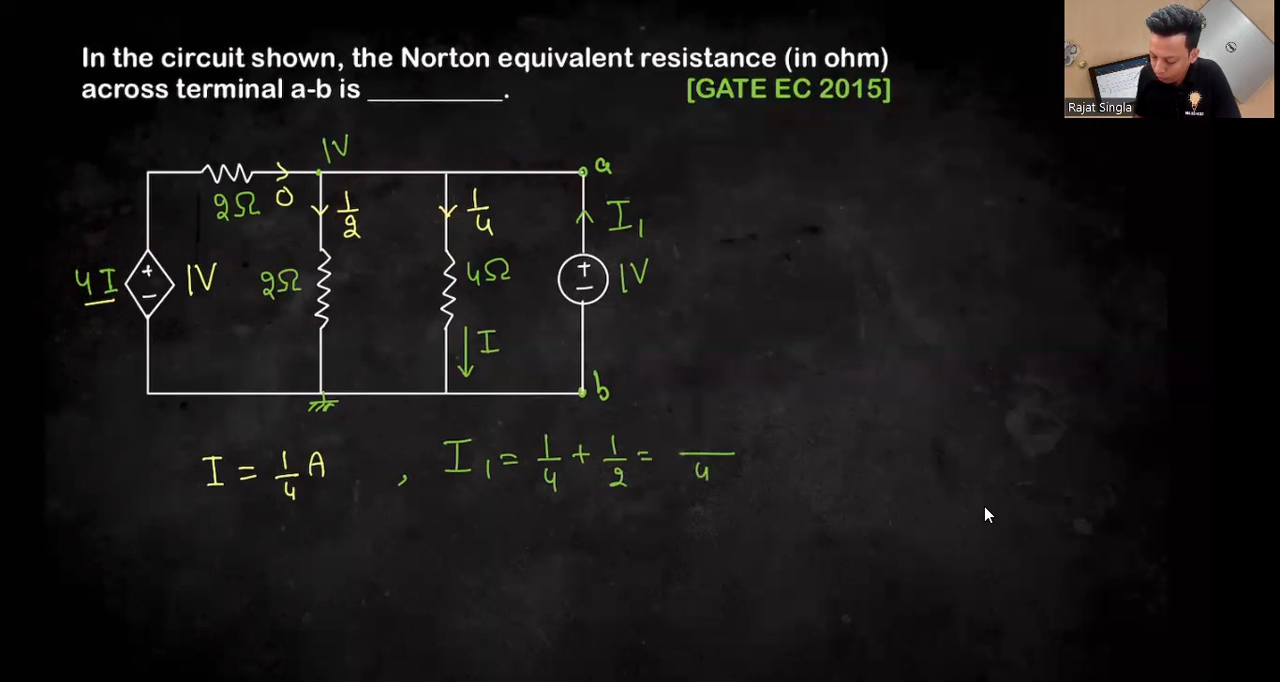 In the circuit shown, the Norton equivalent resistance (in ohm)
across terminal a-b is __________. [GATE EC 2015]
Rajat Singla
1V
a
2Ω
0
1/2
1/4
I₁
4I
1V
2Ω
4Ω
1V
I
b
I = 1/4 A , I₁ = 1/4 + 1/2 = /4